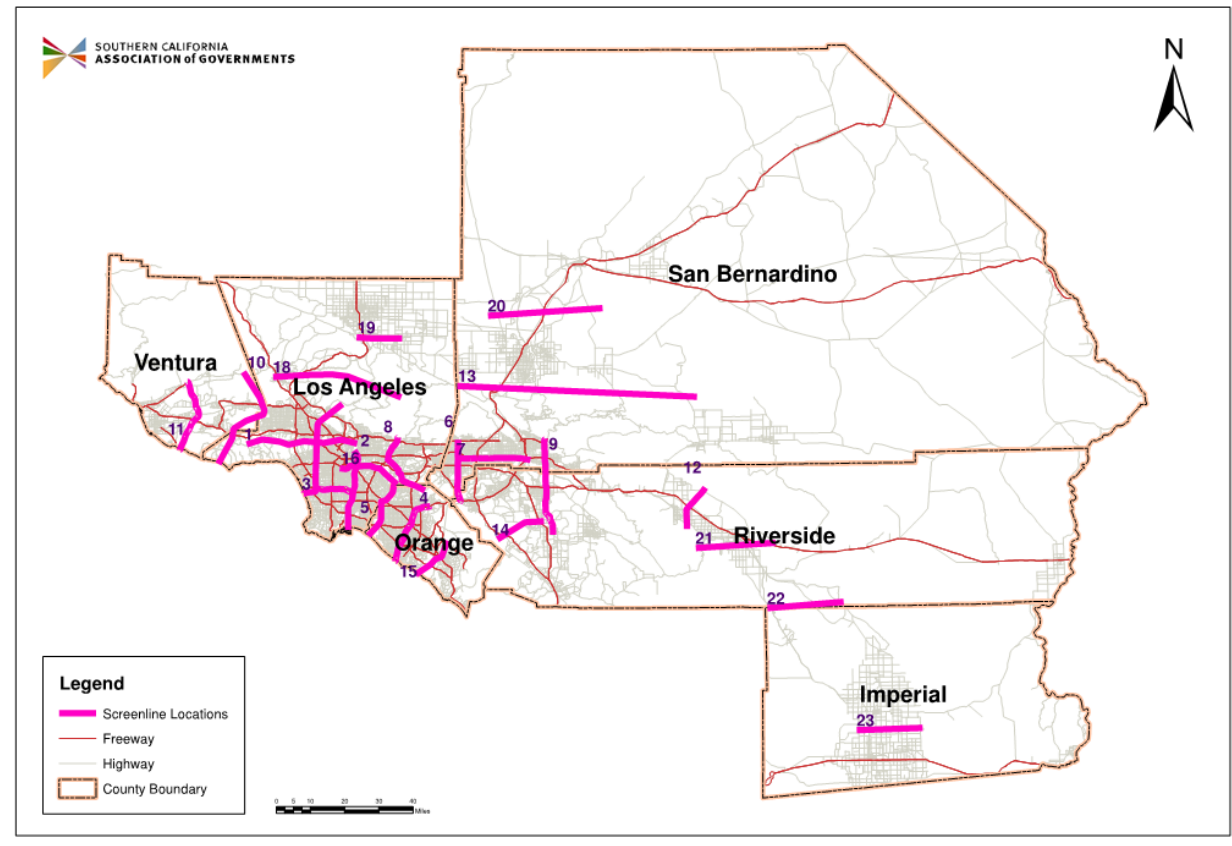 SOUTHERN CALIFORNIA
ASSOCIATION of GOVERNMENTS
N
San Bernardino
20
19
Ventura
10
18
Los Angeles
13
11
1
2
8
6
7
9
16
12
3
4
5
14
Orange
21
Riverside
15
22
Imperial
23
Legend
Screenline Locations
Freeway
Highway
County Boundary
0 5 10 20 30 40
Miles